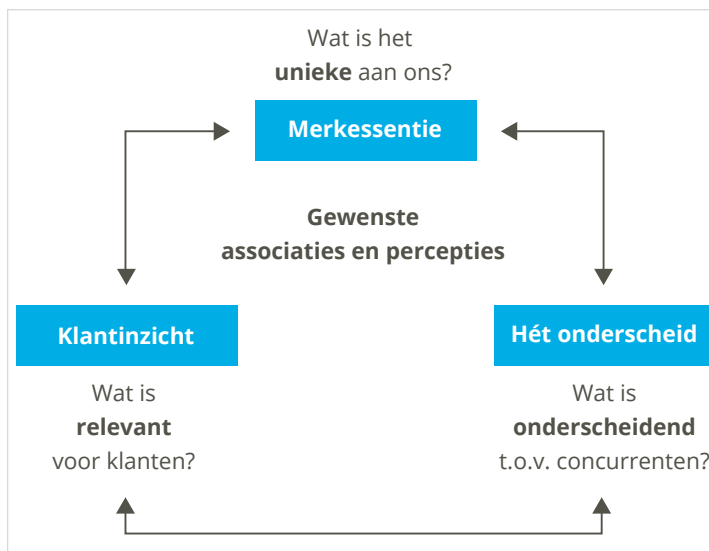 Wat is het
unieke aan ons?
Merkessentie
Gewenste
associaties en percepties
Klantinzicht
Hét onderscheid
Wat is
relevant
voor klanten?
Wat is
onderscheidend
t.o.v. concurrenten?